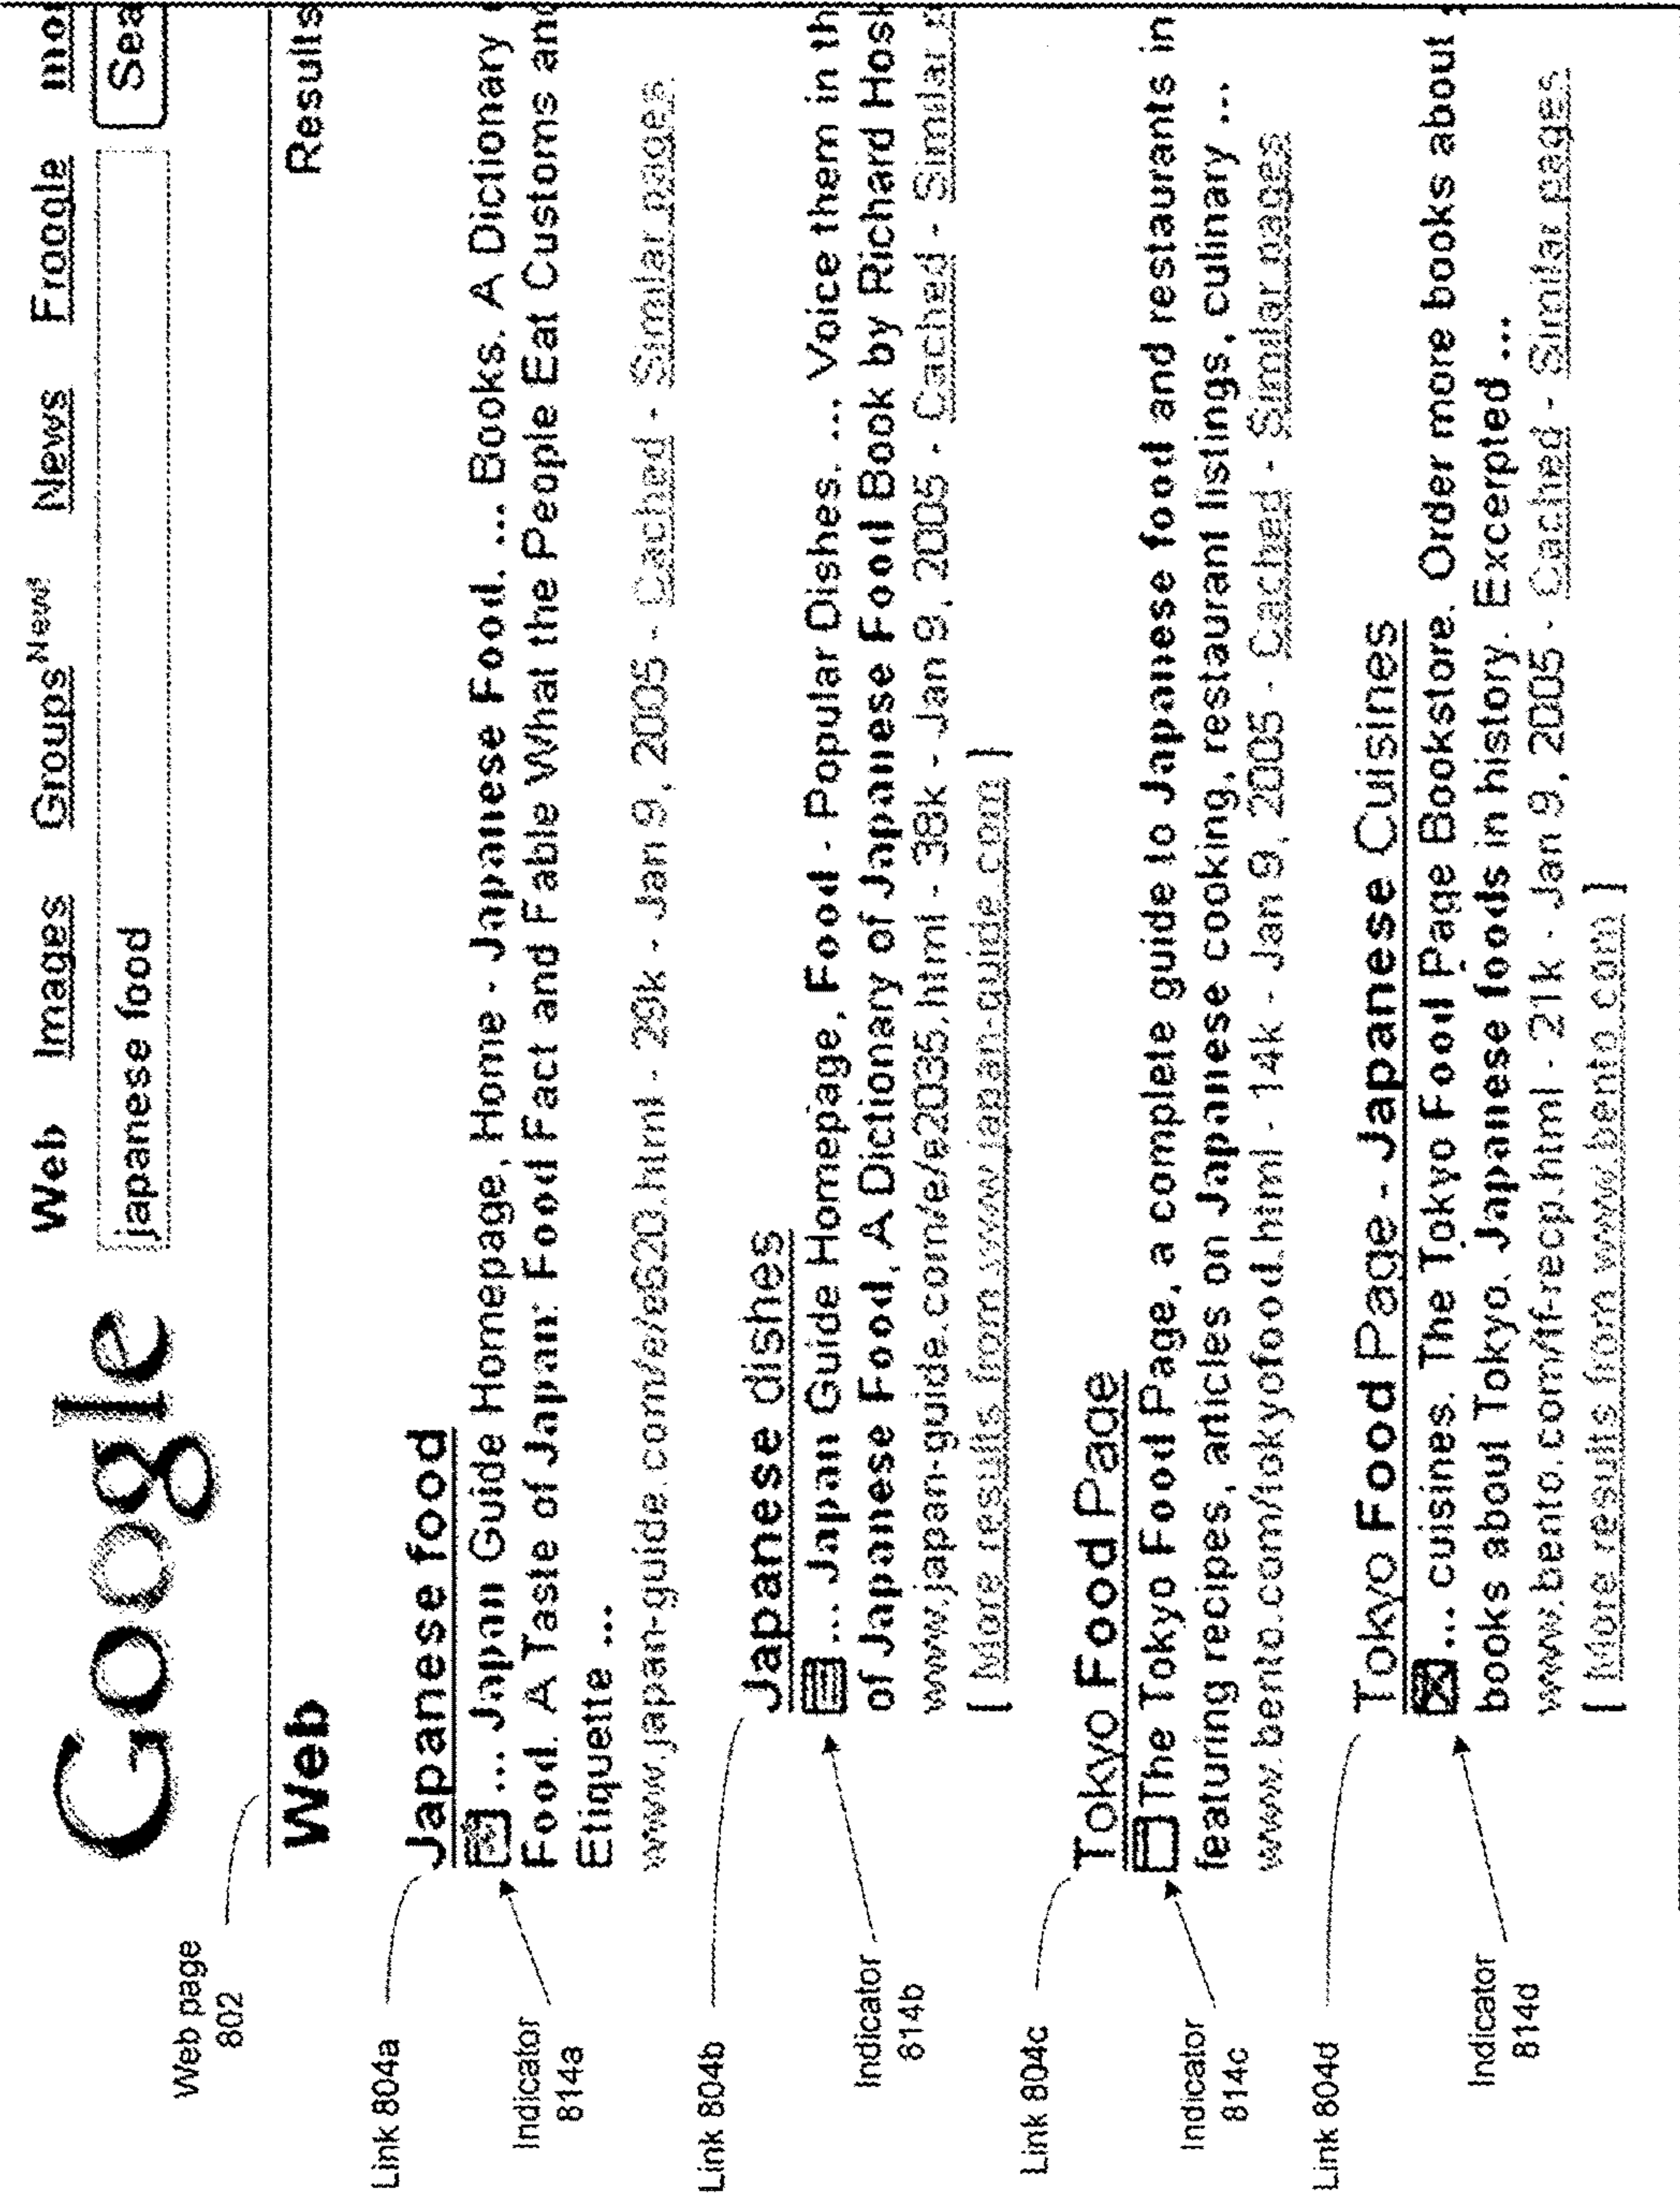 Web Images Groups New! News Froogle
Google japanese food Sea
Web page
802
Web Results
Link 804a
Japanese food
Indicator
814a
... Japan Guide Homepage, Home - Japanese Food. ... Books. A Dictionary
Food. A Taste of Japan: Food Fact and Fable What the People Eat Customs and
Etiquette ...
www.japan-guide.com/e/e620.html - 29k - Jan 9, 2005 - Cached - Similar pages
Link 804b
Japanese dishes
Indicator
814b
... Japan Guide Homepage, Food - Popular Dishes. ... Voice them in th
of Japanese Food, A Dictionary of Japanese Food Book by Richard Hos
www.japan-guide.com/e/e2035.html - 38k - Jan 9, 2005 - Cached - Similar
[ More results from www.japan-guide.com ]
Link 804c
Tokyo Food Page
Indicator
814c
The Tokyo Food Page, a complete guide to Japanese food and restaurants in
featuring recipes, articles on Japanese cooking, restaurant listings, culinary ...
www.bento.com/tokyofood.html - 14k - Jan 9, 2005 - Cached - Similar pages
Link 804d
Tokyo Food Page - Japanese Cuisines
Indicator
814d
... cuisines. The Tokyo Food Page Bookstore. Order more books about
books about Tokyo. Japanese foods in history. Excerpted ...
www.bento.com/tf-recp.html - 21k - Jan 9, 2005 - Cached - Similar pages
[ More results from www.bento.com ]